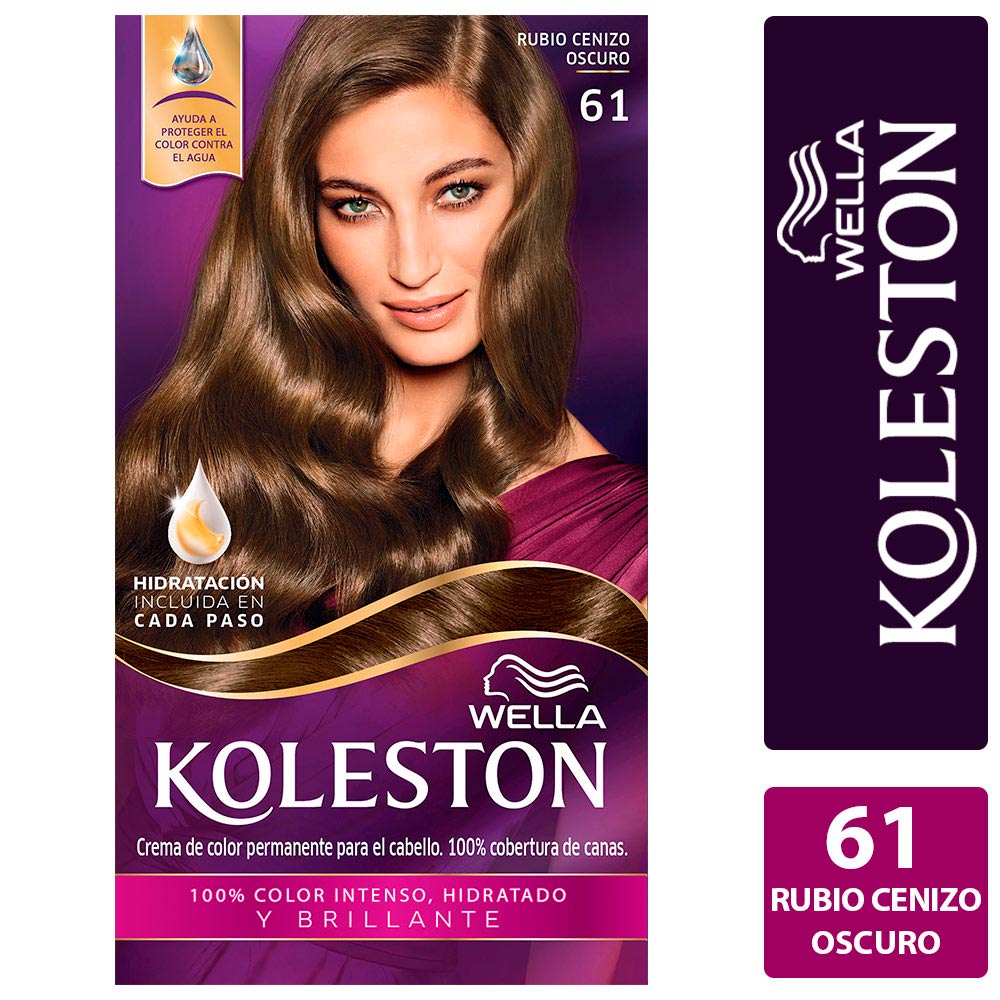 AYUDA A
PROTEGER EL
COLOR CONTRA
EL AGUA
RUBIO CENIZO
OSCURO
61
HIDRATACIÓN
INCLUIDA EN
CADA PASO
WELLA
KOLESTON
Crema de color permanente para el cabello. 100% cobertura de canas.
100% COLOR INTENSO, HIDRATADO
Y BRILLANTE
WELLA
KOLESTON
61
RUBIO CENIZO
OSCURO